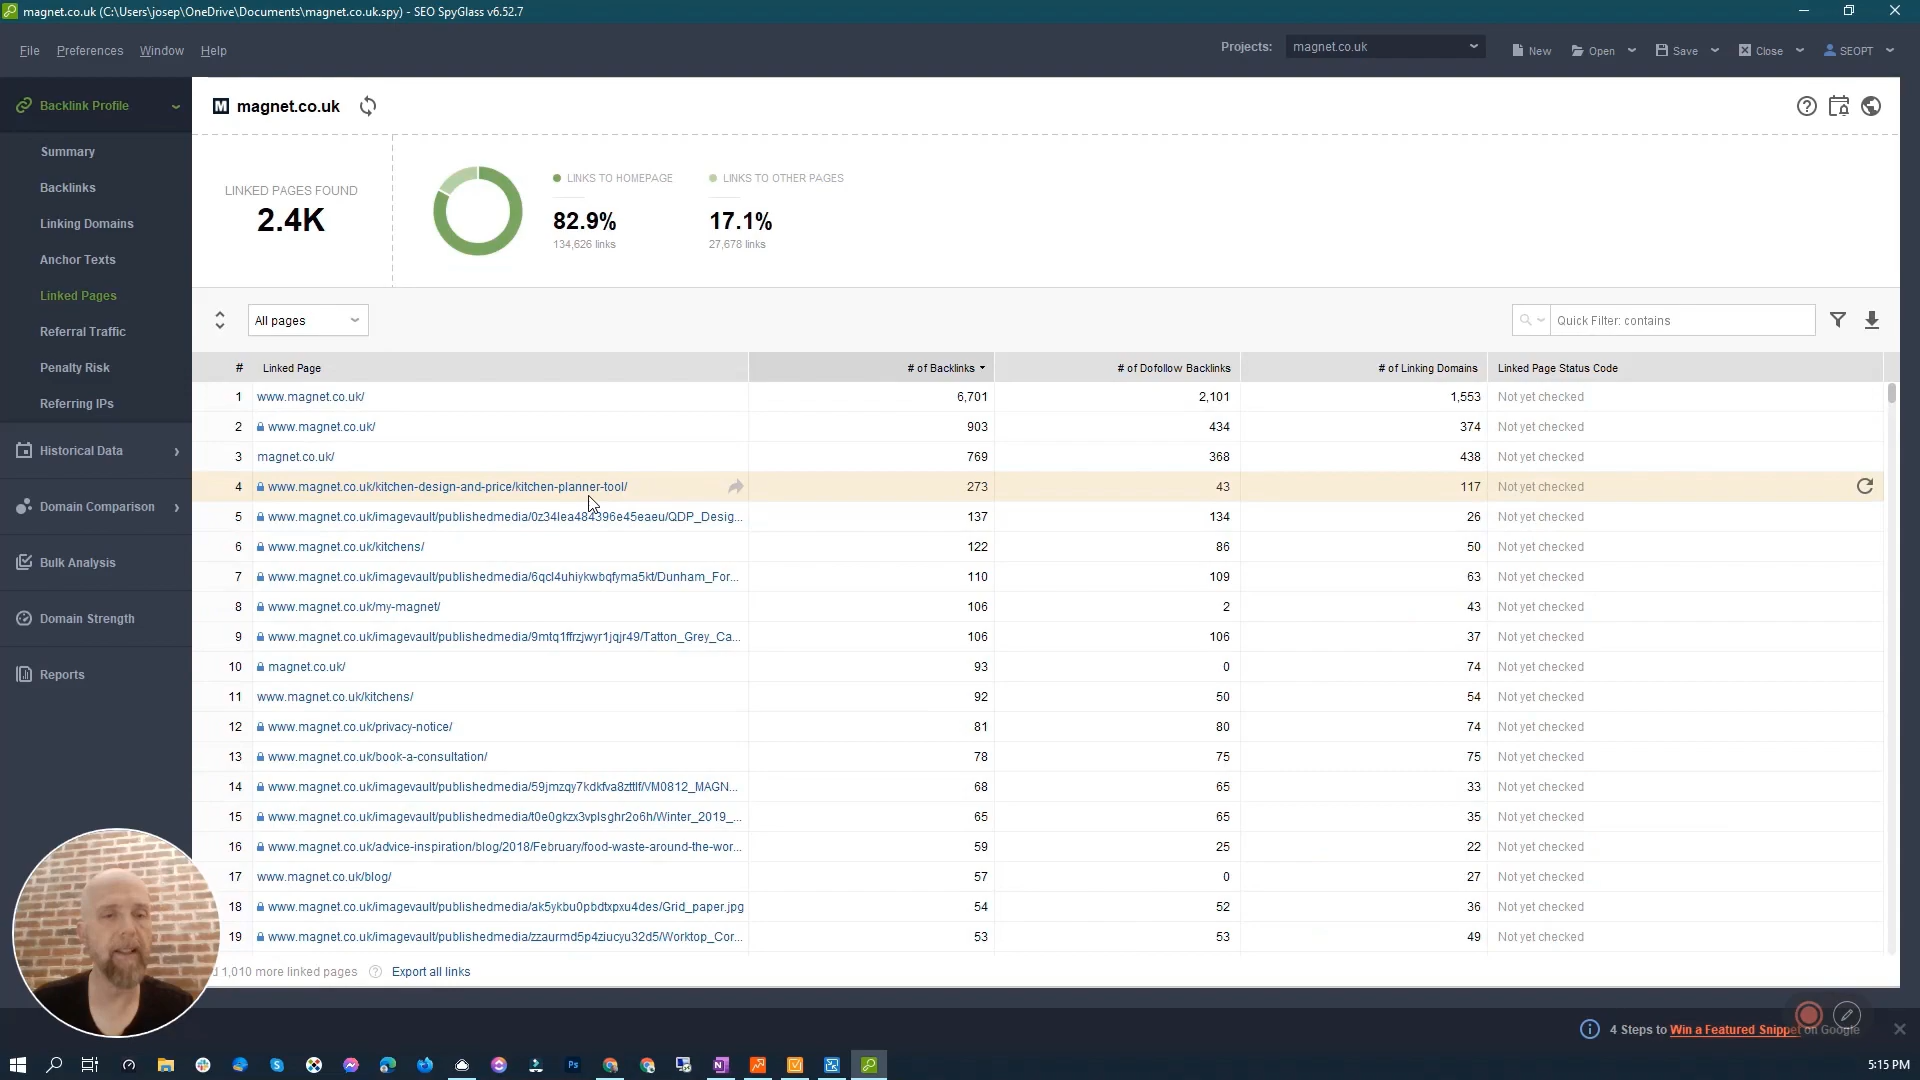 magnet.co.uk (C:\Users\josep\OneDrive\Documents\magnet.co.uk.spy) - SEO SpyGlass v6.52.7
File Preferences Window Help
Projects: magnet.co.uk New Open Save Close SEOPT
Backlink Profile
Summary
Backlinks
Linking Domains
Anchor Texts
Linked Pages
Referral Traffic
Penalty Risk
Referring IPs
Historical Data
Domain Comparison
Bulk Analysis
Domain Strength
Reports
M magnet.co.uk
LINKED PAGES FOUND
2.4K
LINKS TO HOMEPAGE
82.9%
134,626 links
LINKS TO OTHER PAGES
17.1%
27,678 links
All pages
Quick Filter: contains
# Linked Page # of Backlinks # of Dofollow Backlinks # of Linking Domains Linked Page Status Code
1 www.magnet.co.uk/ 6,701 2,101 1,553 Not yet checked
2 www.magnet.co.uk/ 903 434 374 Not yet checked
3 magnet.co.uk/ 769 368 438 Not yet checked
4 www.magnet.co.uk/kitchen-design-and-price/kitchen-planner-tool/ 273 43 117 Not yet checked
5 www.magnet.co.uk/imagevault/publishedmedia/0z34lea484396e45eaeu/QDP_Desig... 137 134 26 Not yet checked
6 www.magnet.co.uk/kitchens/ 122 86 50 Not yet checked
7 www.magnet.co.uk/imagevault/publishedmedia/6qcl4uhiykwbqfyma5kt/Dunham_For... 110 109 63 Not yet checked
8 www.magnet.co.uk/my-magnet/ 106 2 43 Not yet checked
9 www.magnet.co.uk/imagevault/publishedmedia/9mtq1ffrzjwyr1jqjr49/Tatton_Grey_Ca... 106 106 37 Not yet checked
10 magnet.co.uk/ 93 0 74 Not yet checked
11 www.magnet.co.uk/kitchens/ 92 50 54 Not yet checked
12 www.magnet.co.uk/privacy-notice/ 81 80 74 Not yet checked
13 www.magnet.co.uk/book-a-consultation/ 78 75 75 Not yet checked
14 www.magnet.co.uk/imagevault/publishedmedia/59jmzqy7kdkfva8zttlf/VM0812_MAGN... 68 65 33 Not yet checked
15 www.magnet.co.uk/imagevault/publishedmedia/t0e0gkzx3vplsghr2o6h/Winter_2019_... 65 65 35 Not yet checked
16 www.magnet.co.uk/advice-inspiration/blog/2018/February/food-waste-around-the-wor... 59 25 22 Not yet checked
17 www.magnet.co.uk/blog/ 57 0 27 Not yet checked
18 www.magnet.co.uk/imagevault/publishedmedia/ak5ykbu0pbdtxpxu4des/Grid_paper.jpg 54 52 36 Not yet checked
19 www.magnet.co.uk/imagevault/publishedmedia/zzaurmd5p4ziucyu32d5/Worktop_Cor... 53 53 49 Not yet checked
1,010 more linked pages Export all links
4 Steps to Win a Featured Snippet on Google
5:15 PM